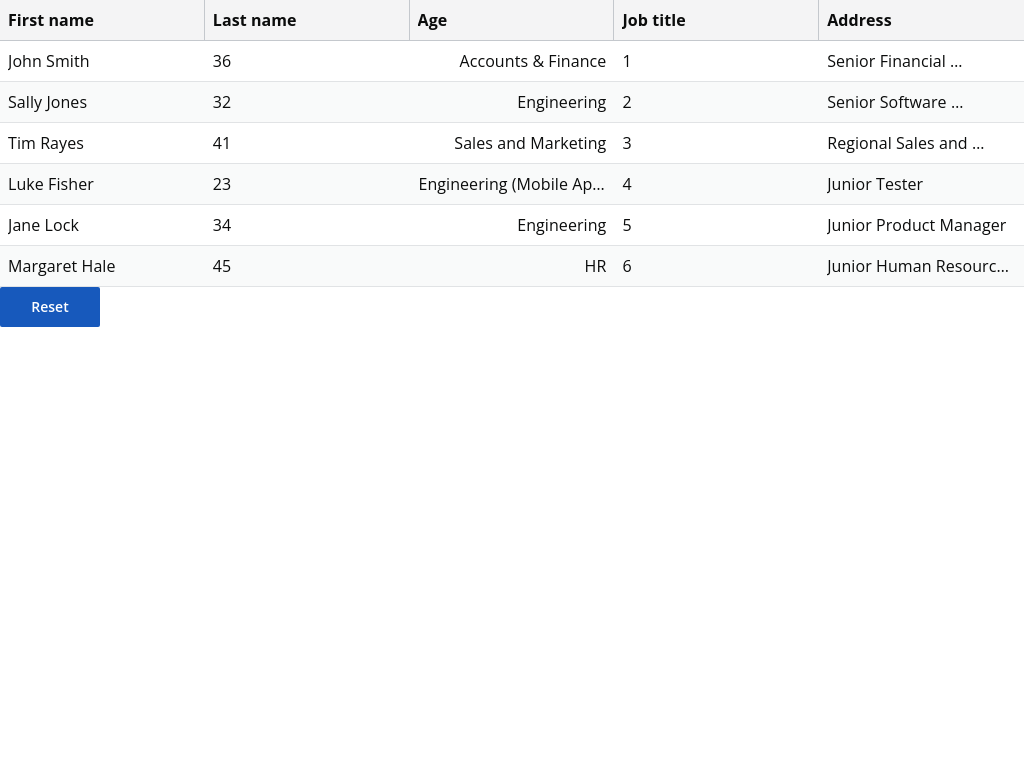 First name Last name Age Job title Address
John Smith 36 Accounts & Finance 1 Senior Financial ...
Sally Jones 32 Engineering 2 Senior Software ...
Tim Rayes 41 Sales and Marketing 3 Regional Sales and ...
Luke Fisher 23 Engineering (Mobile Ap... 4 Junior Tester
Jane Lock 34 Engineering 5 Junior Product Manager
Margaret Hale 45 HR 6 Junior Human Resourc...
Reset